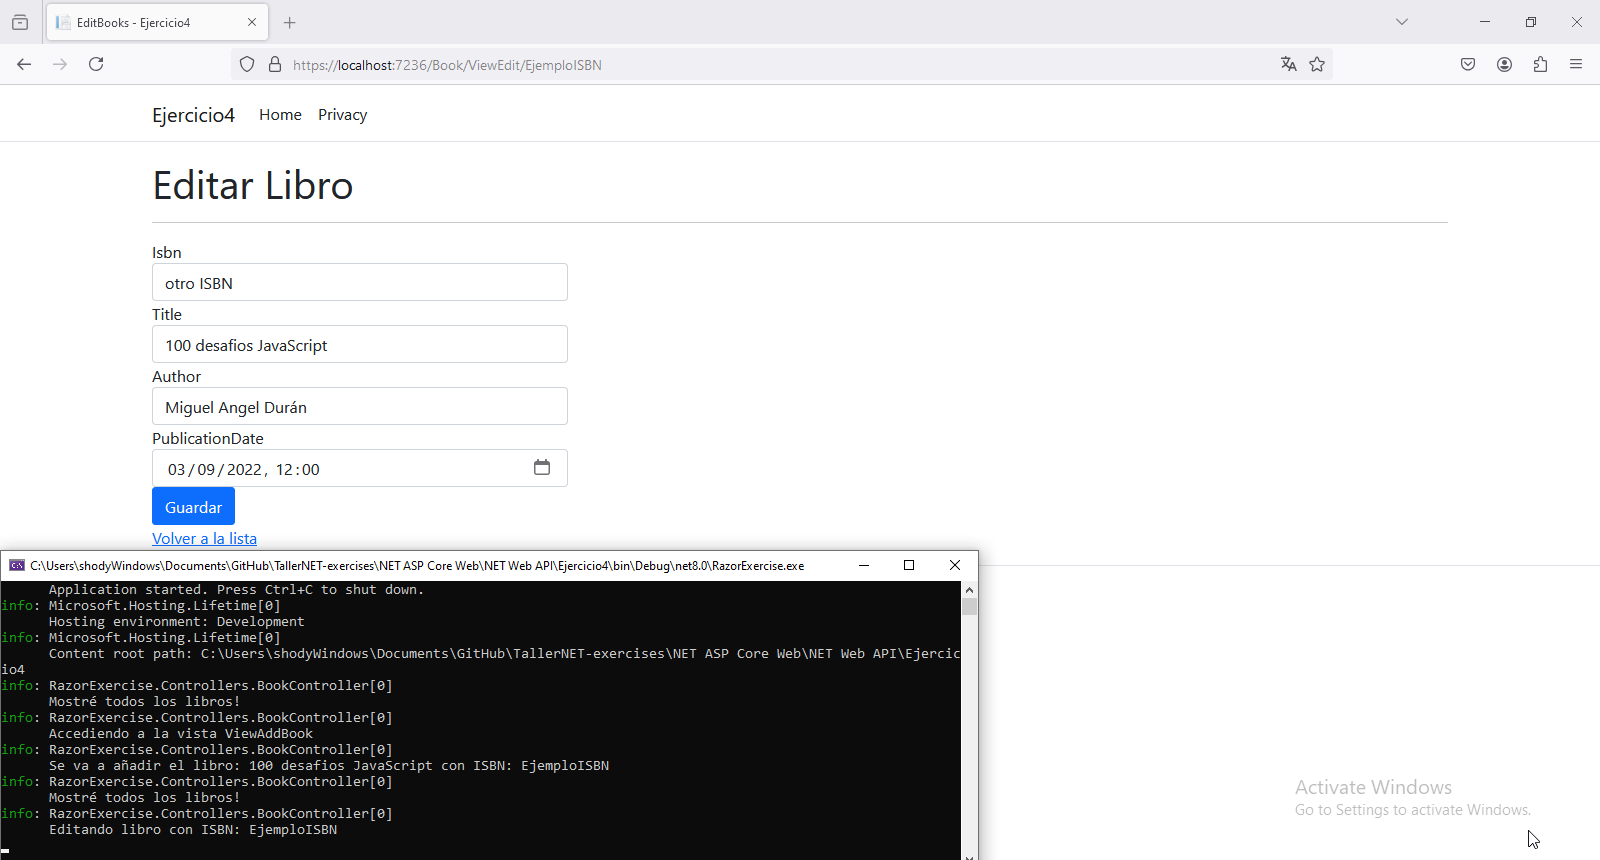 EditBooks - Ejercicio4
https://localhost:7236/Book/ViewEdit/EjemploISBN
Ejercicio4 Home Privacy
Editar Libro
Isbn
otro ISBN
Title
100 desafios JavaScript
Author
Miguel Angel Durán
PublicationDate
03/09/2022, 12:00
Guardar
Volver a la lista
C:\Users\shodyWindows\Documents\GitHub\TallerNET-exercises\NET ASP Core Web\NET Web API\Ejercicio4\bin\Debug\net8.0\RazorExercise.exe
Application started. Press Ctrl+C to shut down.
info: Microsoft.Hosting.Lifetime[0]
Hosting environment: Development
info: Microsoft.Hosting.Lifetime[0]
Content root path: C:\Users\shodyWindows\Documents\GitHub\TallerNET-exercises\NET ASP Core Web\NET Web API\Ejercic
io4
info: RazorExercise.Controllers.BookController[0]
Mostré todos los libros!
info: RazorExercise.Controllers.BookController[0]
Accediendo a la vista ViewAddBook
info: RazorExercise.Controllers.BookController[0]
Se va a añadir el libro: 100 desafios JavaScript con ISBN: EjemploISBN
info: RazorExercise.Controllers.BookController[0]
Mostré todos los libros!
info: RazorExercise.Controllers.BookController[0]
Editando libro con ISBN: EjemploISBN
Activate Windows
Go to Settings to activate Windows.